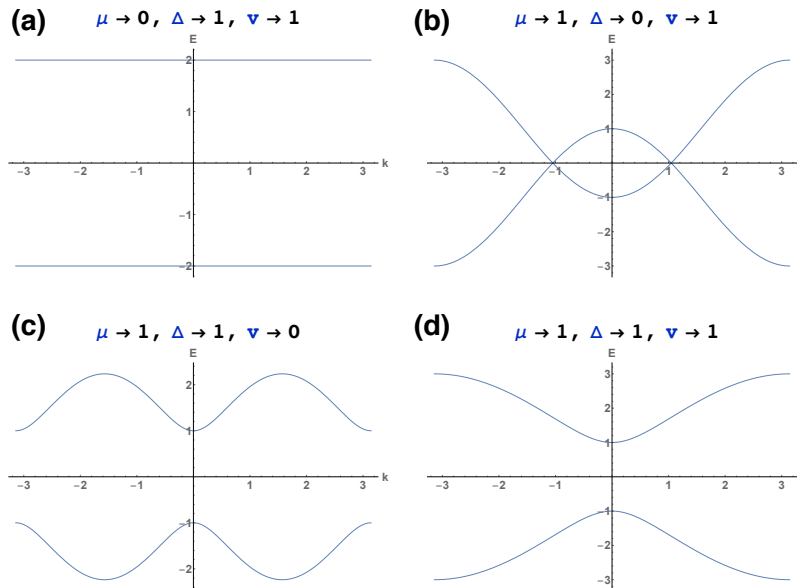 (a) μ → 0, Δ → 1, v → 1
E
2
1
-3 -2 -1 1 2 3 k
-1
-2
(b) μ → 1, Δ → 0, v → 1
E
3
2
1
-3 -2 -1 1 2 3
-1
-2
-3
(c) μ → 1, Δ → 1, v → 0
E
2
1
-3 -2 -1 1 2 3 k
-1
-2
(d) μ → 1, Δ → 1, v → 1
E
3
2
1
-3 -2 -1 1 2 3
-1
-2
-3